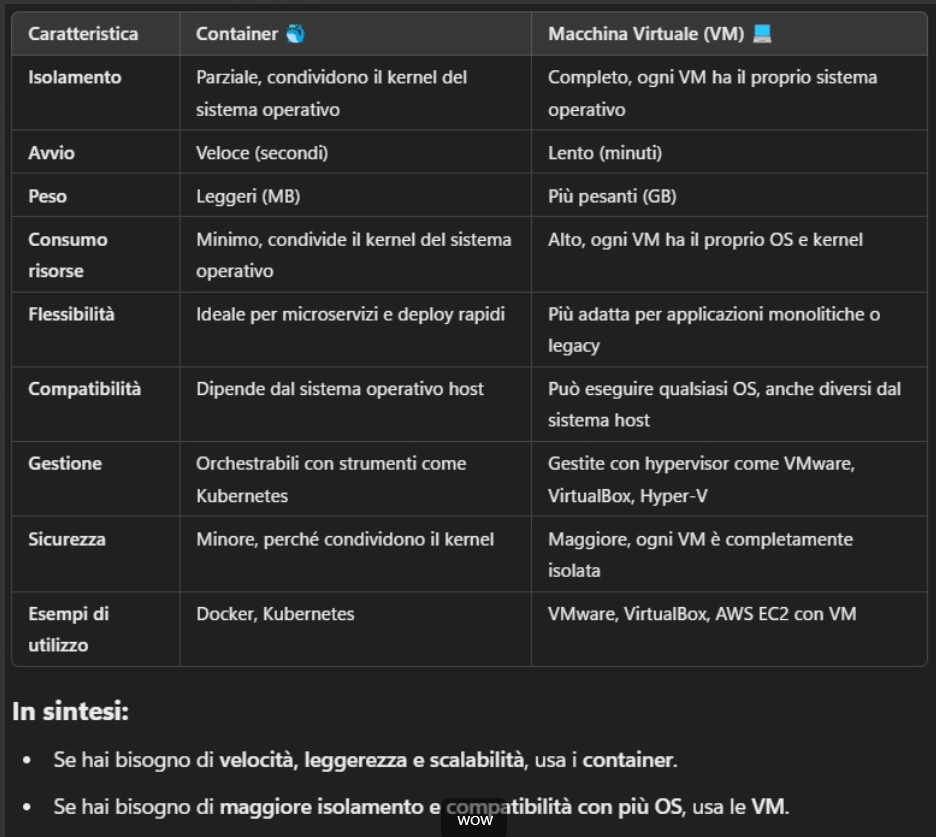 Caratteristica Container Macchina Virtuale (VM)
Isolamento Parziale, condividono il kernel del Completo, ogni VM ha il proprio sistema
sistema operativo operativo
Avvio Veloce (secondi) Lento (minuti)
Peso Leggeri (MB) Più pesanti (GB)
Consumo Minimo, condivide il kernel del sistema Alto, ogni VM ha il proprio OS e kernel
risorse operativo
Flessibilità Ideale per microservizi e deploy rapidi Più adatta per applicazioni monolitiche o
legacy
Compatibilità Dipende dal sistema operativo host Può eseguire qualsiasi OS, anche diversi dal
sistema host
Gestione Orchestrabili con strumenti come Gestite con hypervisor come VMware,
Kubernetes VirtualBox, Hyper-V
Sicurezza Minore, perché condividono il kernel Maggiore, ogni VM è completamente
isolata
Esempi di Docker, Kubernetes VMware, VirtualBox, AWS EC2 con VM
utilizzo
In sintesi:
• Se hai bisogno di velocità, leggerezza e scalabilità, usa i container.
• Se hai bisogno di maggiore isolamento e compatibilità con più OS, usa le VM.
wow